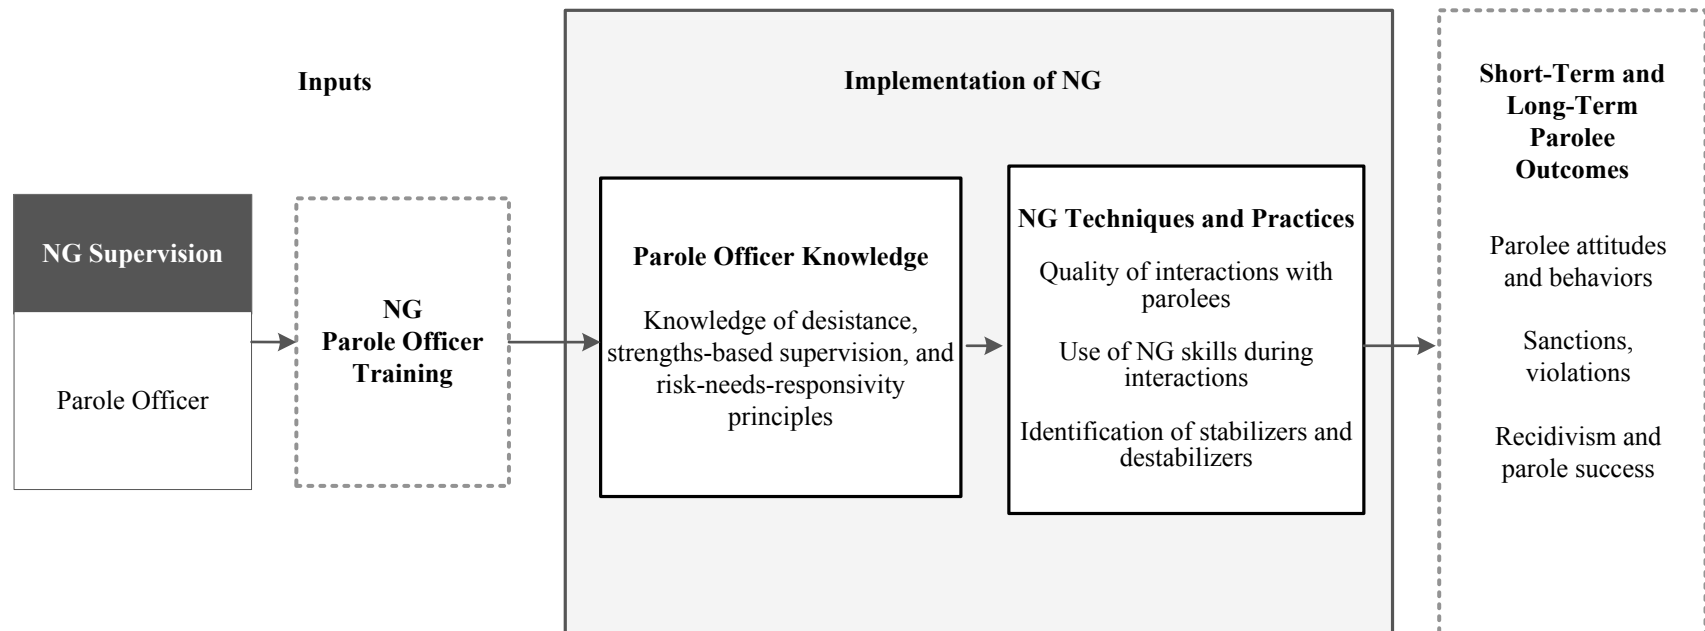 Inputs
NG Supervision
Parole Officer
NG
Parole Officer
Training
Implementation of NG
Parole Officer Knowledge
Knowledge of desistance,
strengths-based supervision, and
risk-needs-responsivity
principles
NG Techniques and Practices
Quality of interactions with
parolees
Use of NG skills during
interactions
Identification of stabilizers and
destabilizers
Short-Term and
Long-Term
Parolee
Outcomes
Parolee attitudes
and behaviors
Sanctions,
violations
Recidivism and
parole success